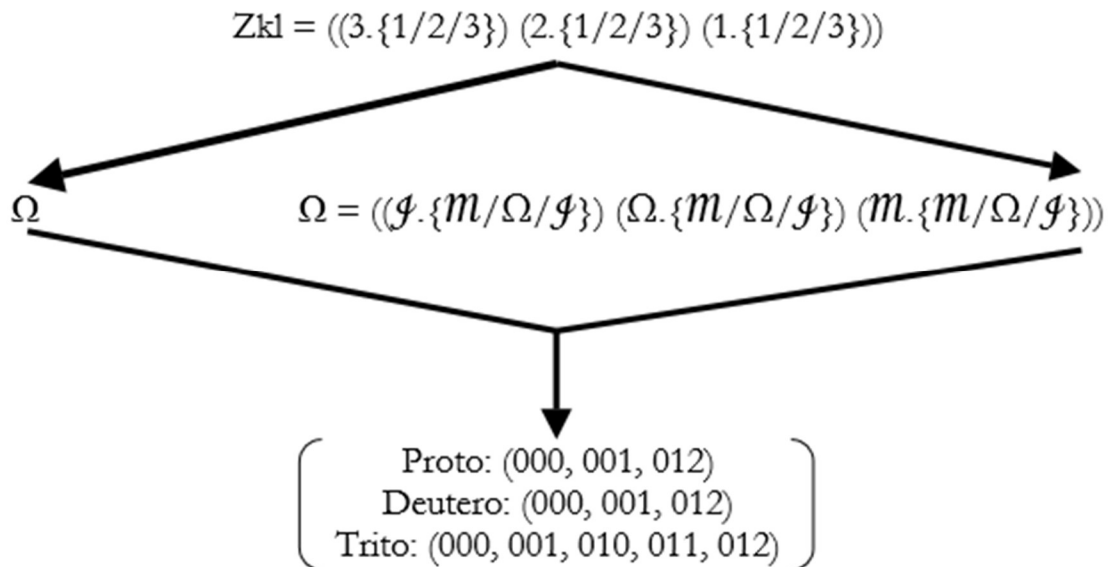 Zkl = ((3.{1/2/3}) (2.{1/2/3}) (1.{1/2/3}))
Ω
Ω = ((ℐ.{ℳ/Ω/ℐ}) (Ω.{ℳ/Ω/ℐ}) (ℳ.{ℳ/Ω/ℐ}))
Proto: (000, 001, 012)
Deutero: (000, 001, 012)
Trito: (000, 001, 010, 011, 012)